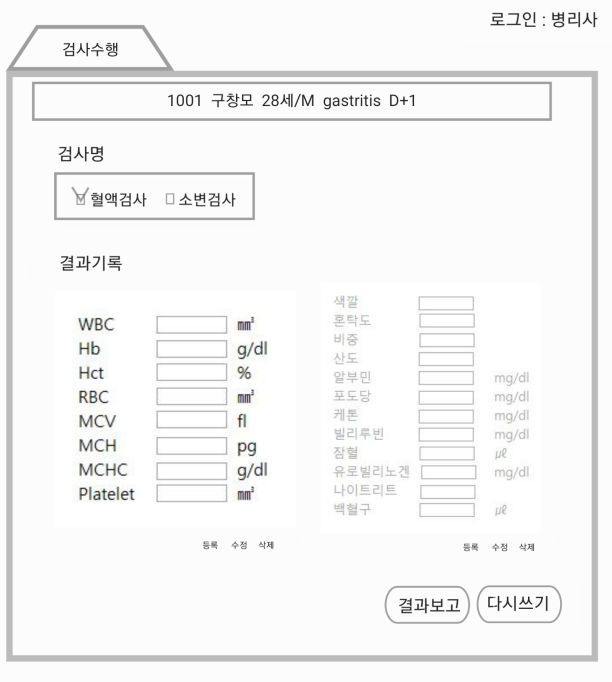 로그인 : 병리사
검사수행
1001 구창모 28세/M gastritis D+1
검사명
혈액검사 소변검사
결과기록
WBC ㎣
Hb g/dl
Hct %
RBC ㎣
MCV fl
MCH pg
MCHC g/dl
Platelet ㎣
등록 수정 삭제
색깔
혼탁도
비중
산도
알부민 mg/dl
포도당 mg/dl
케톤 mg/dl
빌리루빈 mg/dl
잠혈 ㎕
유로빌리노겐 mg/dl
나이트리트
백혈구 ㎕
등록 수정 삭제
결과보고 다시쓰기